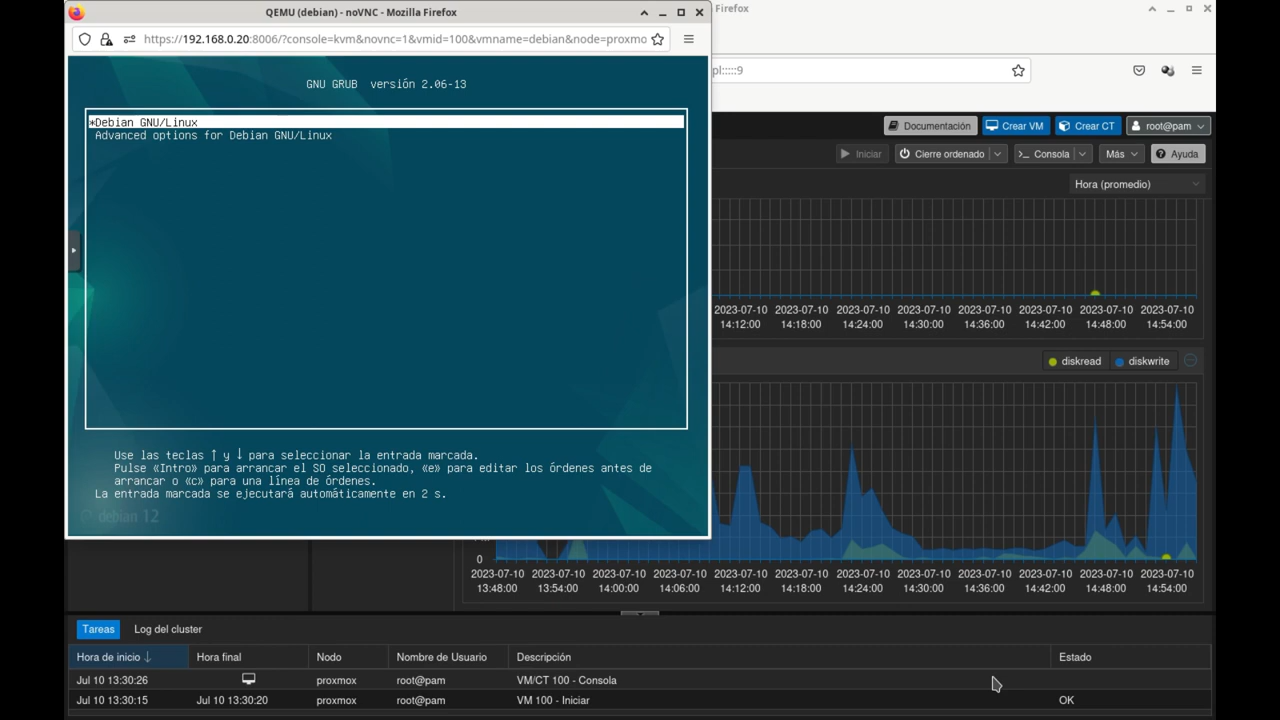 QEMU (debian) - noVNC - Mozilla Firefox
https://192.168.0.20:8006/?console=kvm&novnc=1&vmid=100&vmname=debian&node=proxmo
GNU GRUB versión 2.06-13
*Debian GNU/Linux
Advanced options for Debian GNU/Linux
Use las teclas ↑ y ↓ para seleccionar la entrada marcada.
Pulse «Intro» para arrancar el SO seleccionado, «e» para editar los órdenes antes de
arrancar o «c» para una línea de órdenes.
La entrada marcada se ejecutará automáticamente en 2 s.
debian 12
Firefox
pl:::::9
Documentación Crear VM Crear CT root@pam
Iniciar Cierre ordenado Consola Más Ayuda
Hora (promedio)
2023-07-10 2023-07-10 2023-07-10 2023-07-10 2023-07-10 2023-07-10 2023-07-10 2023-07-10
14:12:00 14:18:00 14:24:00 14:30:00 14:36:00 14:42:00 14:48:00 14:54:00
diskread diskwrite
0
2023-07-10 2023-07-10 2023-07-10 2023-07-10 2023-07-10 2023-07-10 2023-07-10 2023-07-10 2023-07-10 2023-07-10 2023-07-10 2023-07-10
13:48:00 13:54:00 14:00:00 14:06:00 14:12:00 14:18:00 14:24:00 14:30:00 14:36:00 14:42:00 14:48:00 14:54:00
Tareas Log del cluster
Hora de inicio ↓ Hora final Nodo Nombre de Usuario Descripción Estado
Jul 10 13:30:26 proxmox root@pam VM/CT 100 - Consola
Jul 10 13:30:15 Jul 10 13:30:20 proxmox root@pam VM 100 - Iniciar OK